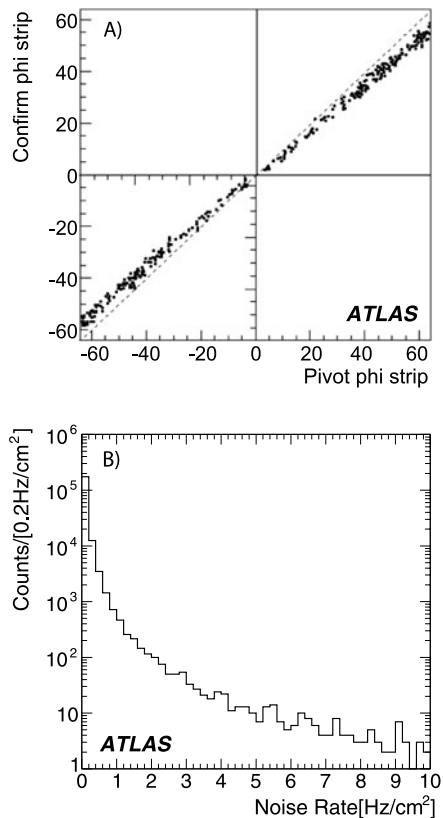 A)
Confirm phi strip
60
40
20
0
-20
-40
-60
-60 -40 -20 0 20 40 60
ATLAS
Pivot phi strip
B)
Counts/[0.2Hz/cm²]
10⁶
10⁵
10⁴
10³
10²
10
1
ATLAS
0 1 2 3 4 5 6 7 8 9 10
Noise Rate[Hz/cm²]